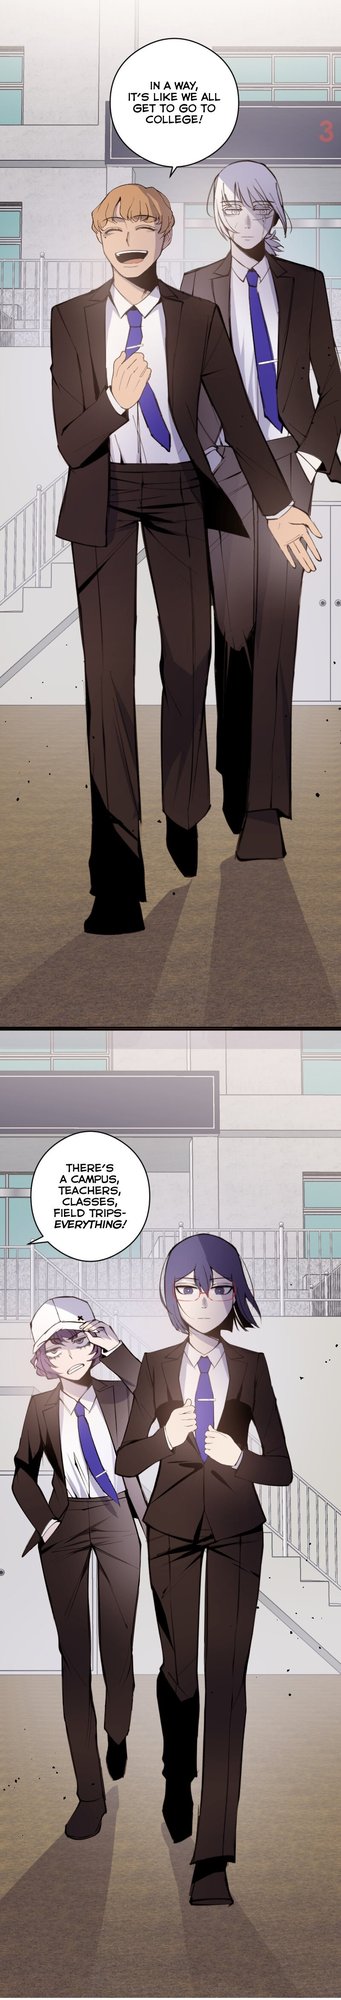 IN A WAY,
IT'S LIKE WE ALL
GET TO GO TO
COLLEGE!
3
THERE'S
A CAMPUS,
TEACHERS,
CLASSES,
FIELD TRIPS-
EVERYTHING!